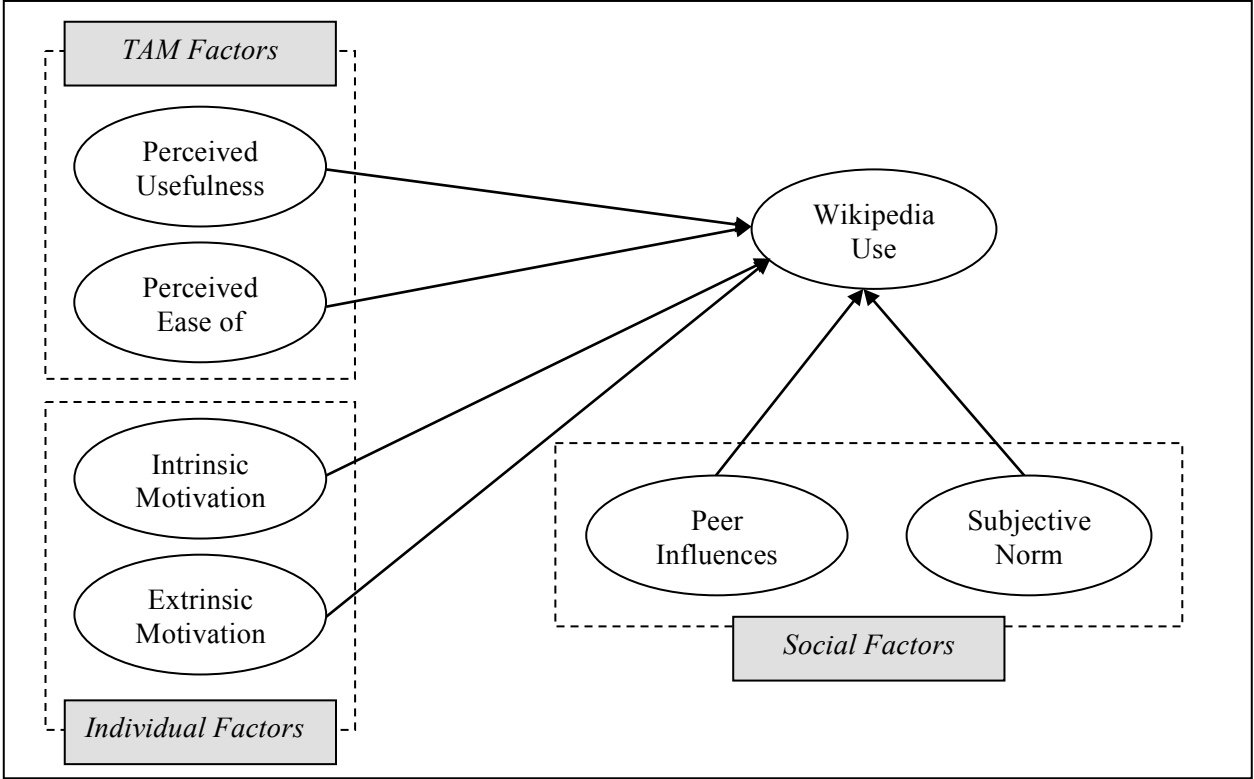 TAM Factors
Perceived
Usefulness
Perceived
Ease of
Wikipedia
Use
Intrinsic
Motivation
Extrinsic
Motivation
Individual Factors
Peer
Influences
Subjective
Norm
Social Factors